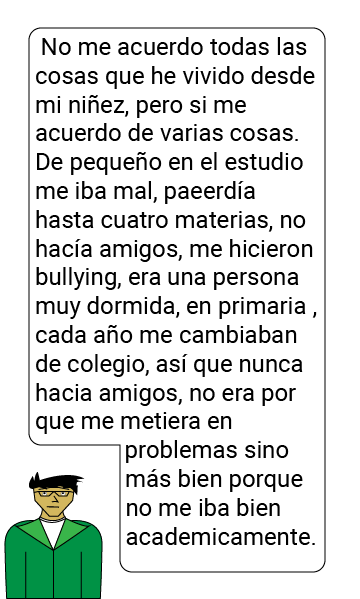 No me acuerdo todas las
cosas que he vivido desde
mi niñez, pero si me
acuerdo de varias cosas.
De pequeño en el estudio
me iba mal, paeerdía
hasta cuatro materias, no
hacía amigos, me hicieron
bullying, era una persona
muy dormida, en primaria ,
cada año me cambiaban
de colegio, así que nunca
hacia amigos, no era por
que me metiera en
problemas sino
más bien porque
no me iba bien
academicamente.